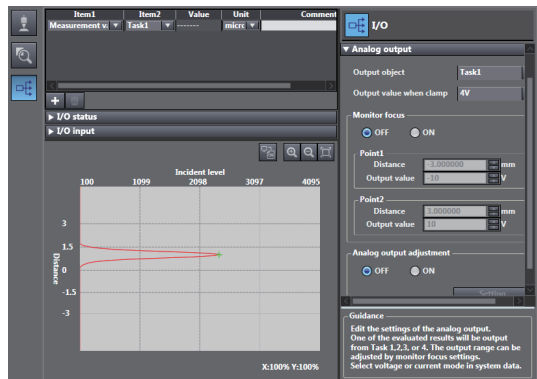 Item1 Item2 Value Unit Comment
Measurement v. Task1 ------- micro
I/O status
I/O input
Incident level
100 1099 2098 3097 4095
Distance
3
1.5
0
-1.5
-3
X:100% Y:100%
I/O
Analog output
Output object Task1
Output value when clamp 4V
Monitor focus
OFF ON
Point1
Distance -3.000000 mm
Output value -10 V
Point2
Distance 3.000000 mm
Output value 10 V
Analog output adjustment
OFF ON
Setting
Guidance
Edit the settings of the analog output.
One of the evaluated results will be output
from Task 1,2,3, or 4. The output range can be
adjusted by monitor focus settings.
Select voltage or current mode in system data.